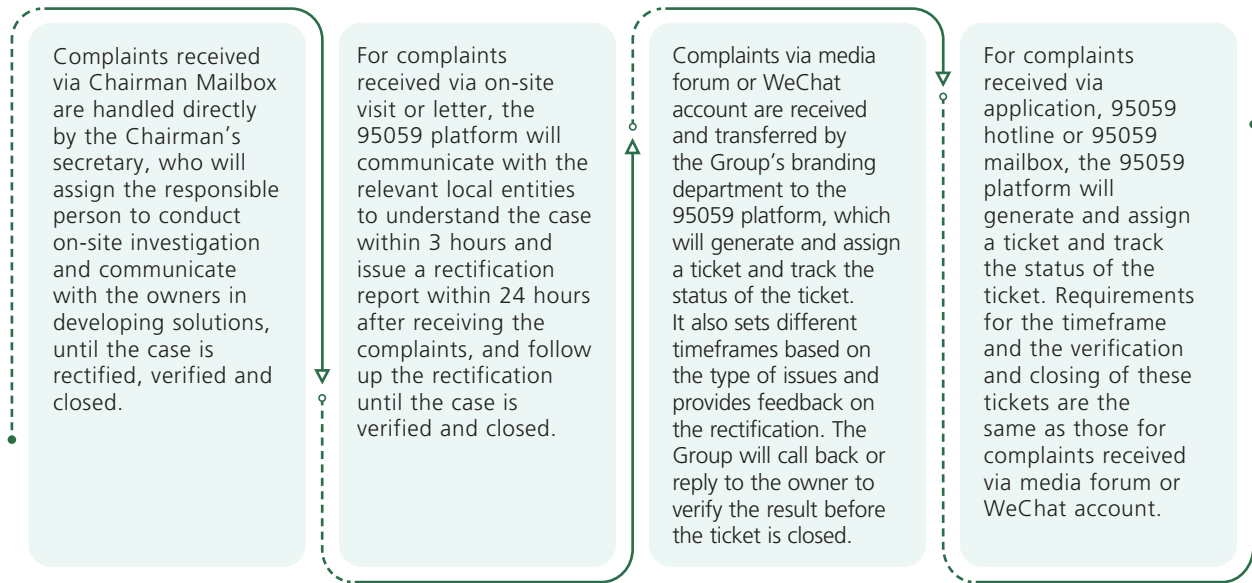 Complaints received
via Chairman Mailbox
are handled directly
by the Chairman's
secretary, who will
assign the responsible
person to conduct
on-site investigation
and communicate
with the owners in
developing solutions,
until the case is
rectified, verified and
closed.
For complaints
received via on-site
visit or letter, the
95059 platform will
communicate with the
relevant local entities
to understand the case
within 3 hours and
issue a rectification
report within 24 hours
after receiving the
complaints, and follow
up the rectification
until the case is
verified and closed.
Complaints via media
forum or WeChat
account are received
and transferred by
the Group's branding
department to the
95059 platform, which
will generate and assign
a ticket and track the
status of the ticket.
It also sets different
timeframes based on
the type of issues and
provides feedback on
the rectification. The
Group will call back or
reply to the owner to
verify the result before
the ticket is closed.
For complaints
received via
application, 95059
hotline or 95059
mailbox, the 95059
platform will
generate and assign
a ticket and track
the status of the
ticket. Requirements
for the timeframe
and the verification
and closing of these
tickets are the
same as those for
complaints received
via media forum or
WeChat account.